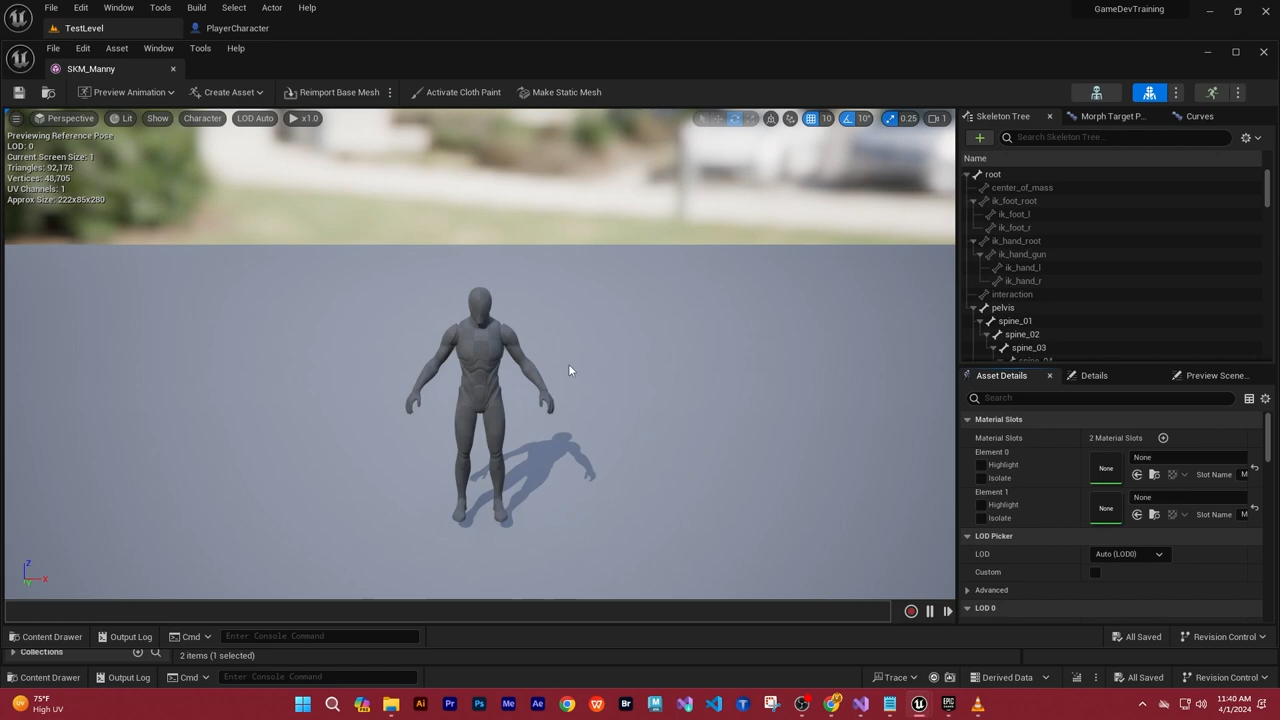 File Edit Window Tools Build Select Actor Help
GameDevTraining
TestLevel
PlayerCharacter
File Edit Asset Window Tools Help
SKM_Manny
Preview Animation
Create Asset
Reimport Base Mesh
Activate Cloth Paint
Make Static Mesh
Perspective
Lit
Show
Character
LOD Auto
x1.0
10
10°
0.25
1
Previewing Reference Pose
LOD: 0
Current Screen Size: 1
Triangles: 92,178
Vertices: 48,705
UV Channels: 1
Approx Size: 222x85x280
Z
X
Skeleton Tree
Morph Target P...
Curves
Search Skeleton Tree...
Name
root
center_of_mass
ik_foot_root
ik_foot_l
ik_foot_r
ik_hand_root
ik_hand_gun
ik_hand_l
ik_hand_r
interaction
pelvis
spine_01
spine_02
spine_03
spine_04
Asset Details
Details
Preview Scene...
Search
Material Slots
Material Slots
2 Material Slots
Element 0
Highlight
Isolate
None
None
Slot Name
M
Element 1
Highlight
Isolate
None
None
Slot Name
M
LOD Picker
LOD
Auto (LOD0)
Custom
Advanced
LOD 0
Content Drawer
Output Log
Cmd
Enter Console Command
All Saved
Revision Control
Collections
2 items (1 selected)
Content Drawer
Output Log
Cmd
Enter Console Command
Trace
Derived Data
All Saved
Revision Control
75°F
High UV
Ai
Pr
Ps
Me
Ae
W
Br
M
T
EPIC
11:40 AM
4/1/2024